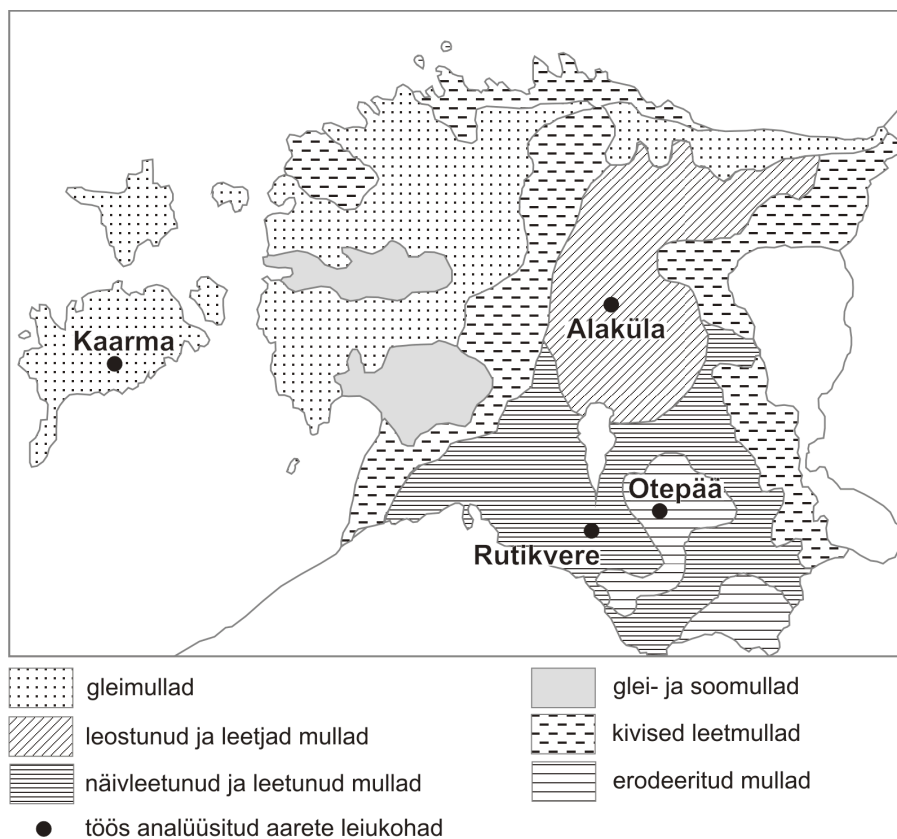 Kaarma
Alaküla
Otepää
Rutikvere
gleimullad
leostunud ja leetjad mullad
näivleetunud ja leetunud mullad
töös analüüsitud aarete leiukohad
glei- ja soomullad
kivised leetmullad
erodeeritud mullad